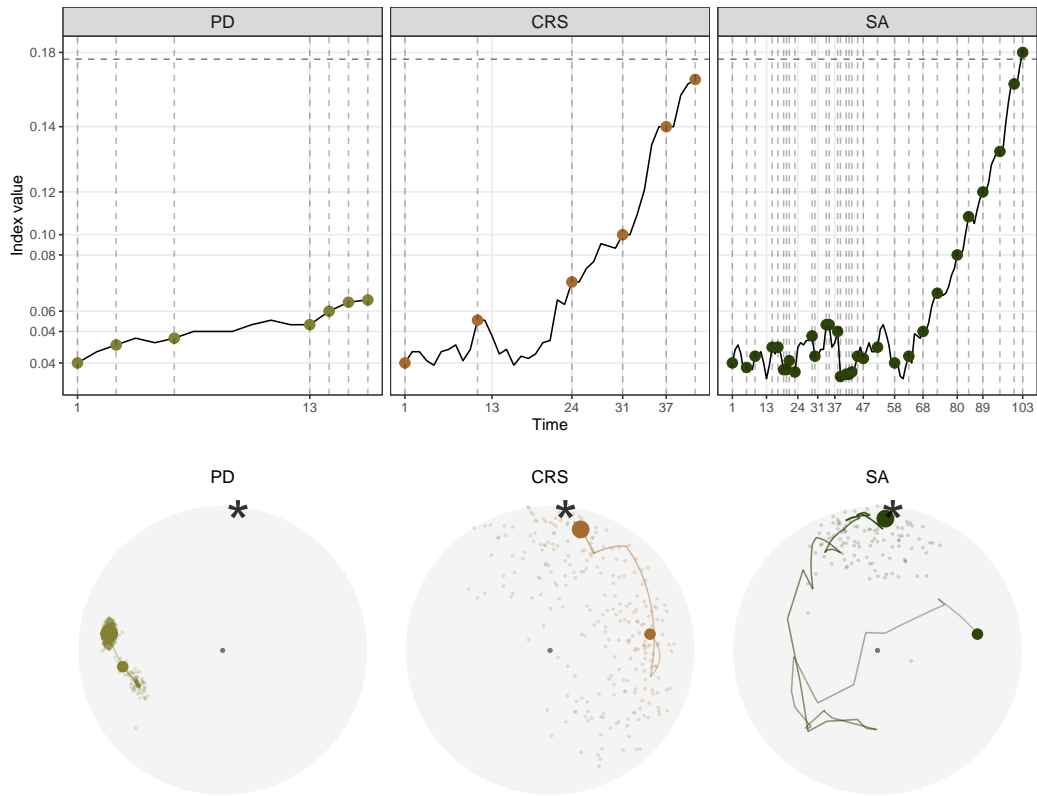 PD CRS SA
Index value
0.18
0.14
0.12
0.10
0.08
0.06
0.04
0.04
1 13
1 13 24 31 37
1 13 24 31 37 47 58 68 80 89 103
Time
PD CRS SA
*
*
*